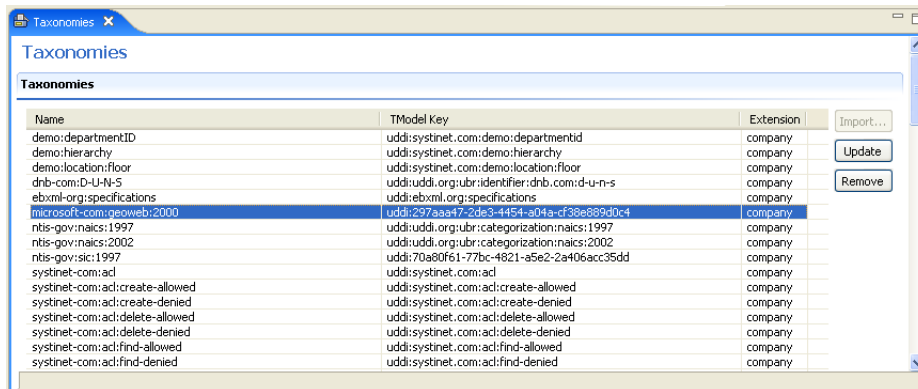 Taxonomies
Taxonomies
Taxonomies
Name TModel Key Extension
Import...
demo:departmentID uddi:systinet.com:demo:departmentid company
demo:hierarchy uddi:systinet.com:demo:hierarchy company
Update
demo:location:floor uddi:systinet.com:demo:location:floor company
dnb-com:D-U-N-S uddi:uddi.org:ubr:identifier:dnb.com:d-u-n-s company
Remove
ebxml-org:specifications uddi:ebxml.org:specifications company
microsoft-com:geoweb:2000 uddi:297aaa47-2de3-4454-a04a-cf38e889d0c4 company
ntis-gov:naics:1997 uddi:uddi.org:ubr:categorization:naics:1997 company
ntis-gov:naics:2002 uddi:uddi.org:ubr:categorization:naics:2002 company
ntis-gov:sic:1997 uddi:70a80f61-77bc-4821-a5e2-2a406acc35dd company
systinet-com:acl uddi:systinet.com:acl company
systinet-com:acl:create-allowed uddi:systinet.com:acl:create-allowed company
systinet-com:acl:create-denied uddi:systinet.com:acl:create-denied company
systinet-com:acl:delete-allowed uddi:systinet.com:acl:delete-allowed company
systinet-com:acl:delete-denied uddi:systinet.com:acl:delete-denied company
systinet-com:acl:find-allowed uddi:systinet.com:acl:find-allowed company
systinet-com:acl:find-denied uddi:systinet.com:acl:find-denied company